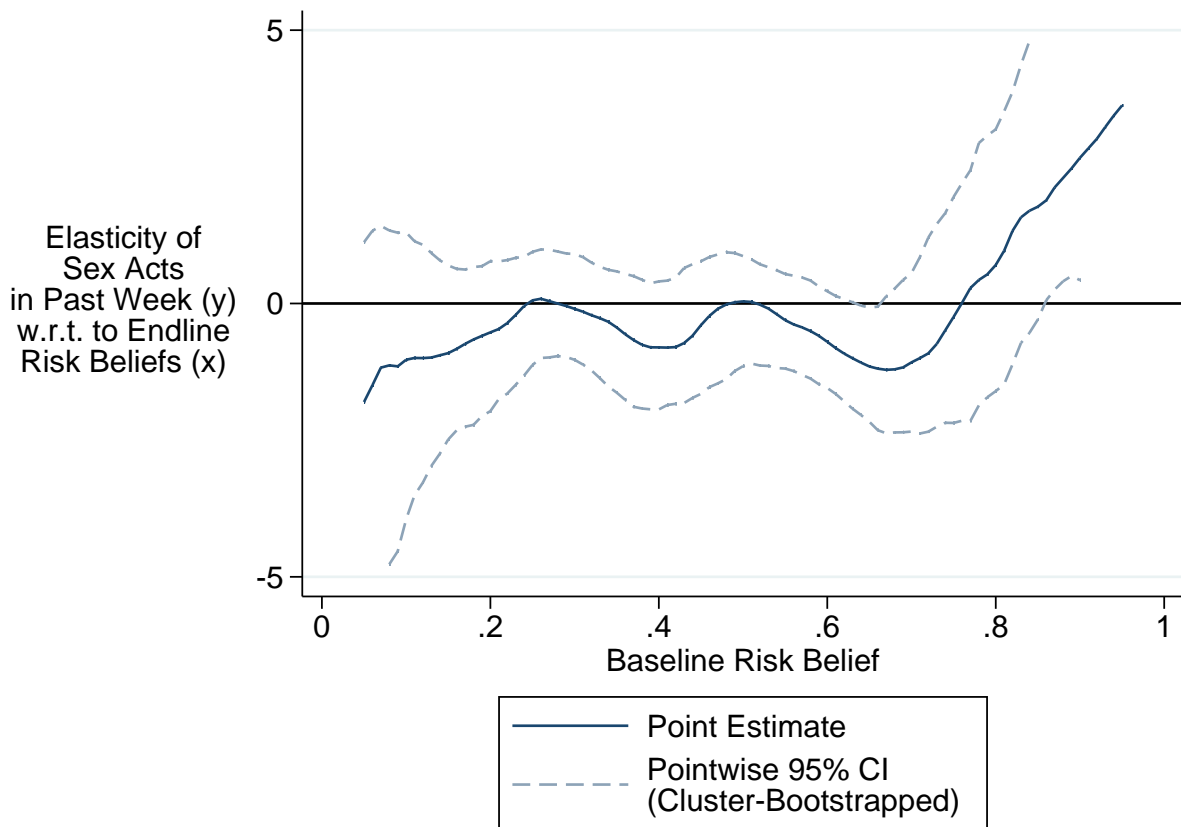 5
0
-5
Elasticity of
Sex Acts
in Past Week (y)
w.r.t. to Endline
Risk Beliefs (x)
0 .2 .4 .6 .8 1
Baseline Risk Belief
Point Estimate
Pointwise 95% CI
(Cluster-Bootstrapped)